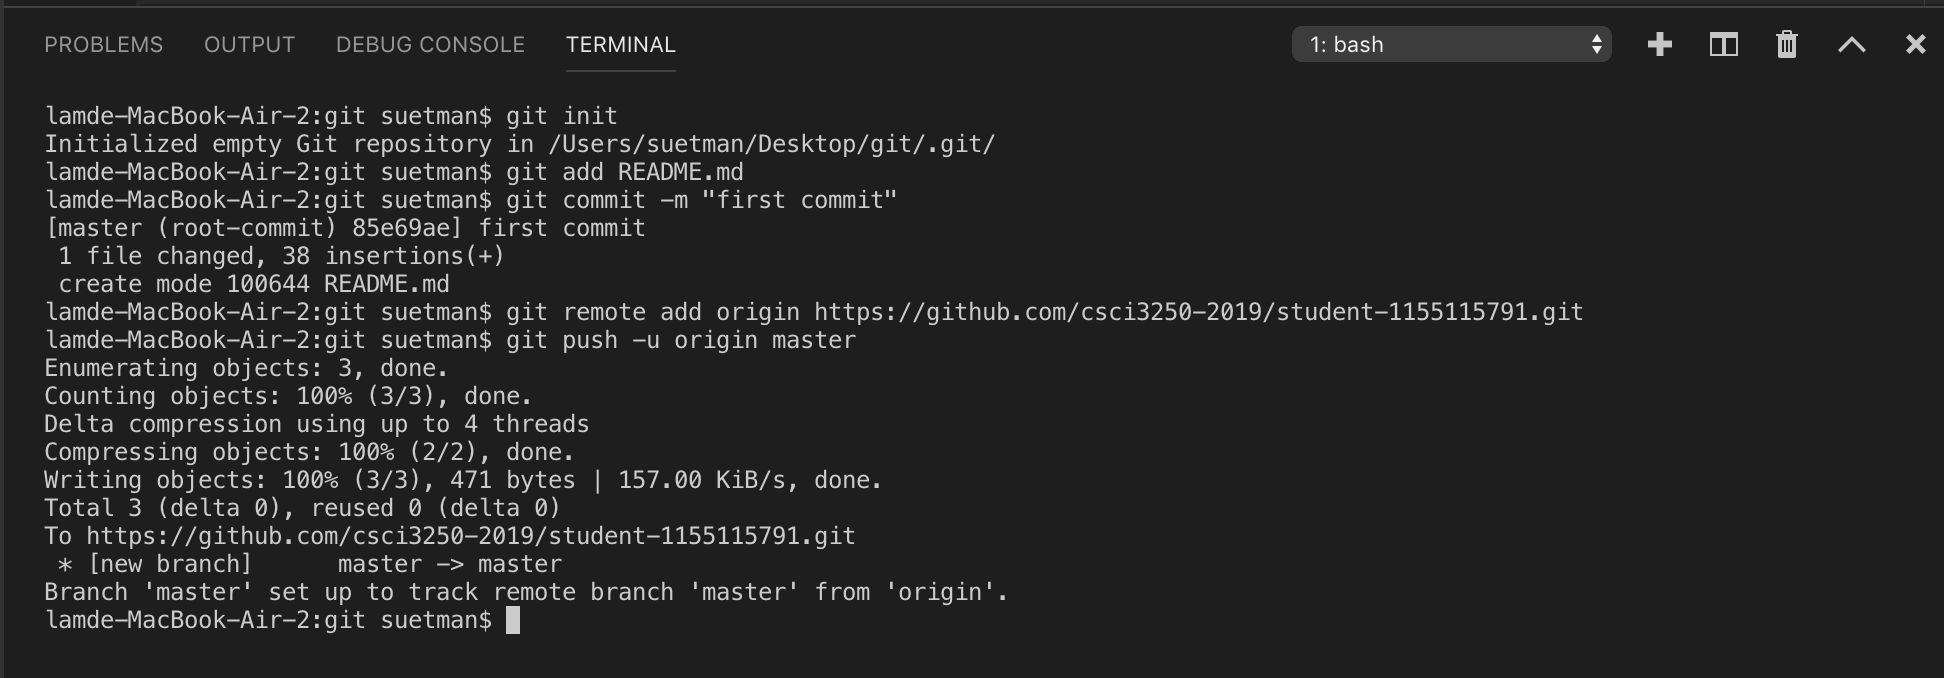 PROBLEMS OUTPUT DEBUG CONSOLE TERMINAL 1: bash
lamde-MacBook-Air-2:git suetman$ git init
Initialized empty Git repository in /Users/suetman/Desktop/git/.git/
lamde-MacBook-Air-2:git suetman$ git add README.md
lamde-MacBook-Air-2:git suetman$ git commit -m "first commit"
[master (root-commit) 85e69ae] first commit
 1 file changed, 38 insertions(+)
 create mode 100644 README.md
lamde-MacBook-Air-2:git suetman$ git remote add origin https://github.com/csci3250-2019/student-1155115791.git
lamde-MacBook-Air-2:git suetman$ git push -u origin master
Enumerating objects: 3, done.
Counting objects: 100% (3/3), done.
Delta compression using up to 4 threads
Compressing objects: 100% (2/2), done.
Writing objects: 100% (3/3), 471 bytes | 157.00 KiB/s, done.
Total 3 (delta 0), reused 0 (delta 0)
To https://github.com/csci3250-2019/student-1155115791.git
 * [new branch]      master -> master
Branch 'master' set up to track remote branch 'master' from 'origin'.
lamde-MacBook-Air-2:git suetman$